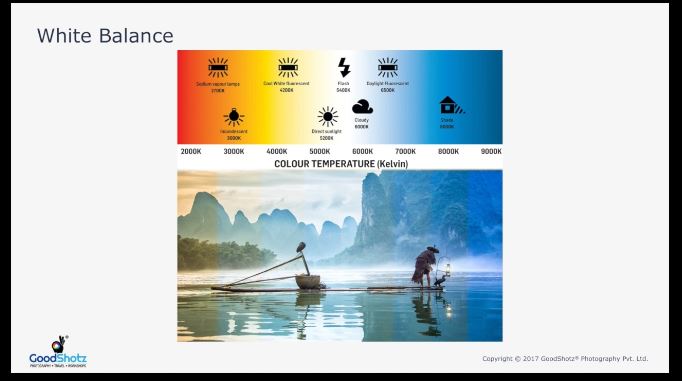 White Balance
Sodium vapour lamps
2700K
Cool White fluorescent
4200K
Flash
5400K
Daylight Fluorescent
6500K
Incandescent
3000K
Direct sunlight
5200K
Cloudy
6000K
Shade
8000K
2000K 3000K 4000K 5000K 6000K 7000K 8000K 9000K
COLOUR TEMPERATURE (Kelvin)
GoodShotz
PHOTOGRAPHY • TRAVEL • WORKSHOPS
Copyright © 2017 GoodShotz® Photography Pvt. Ltd.